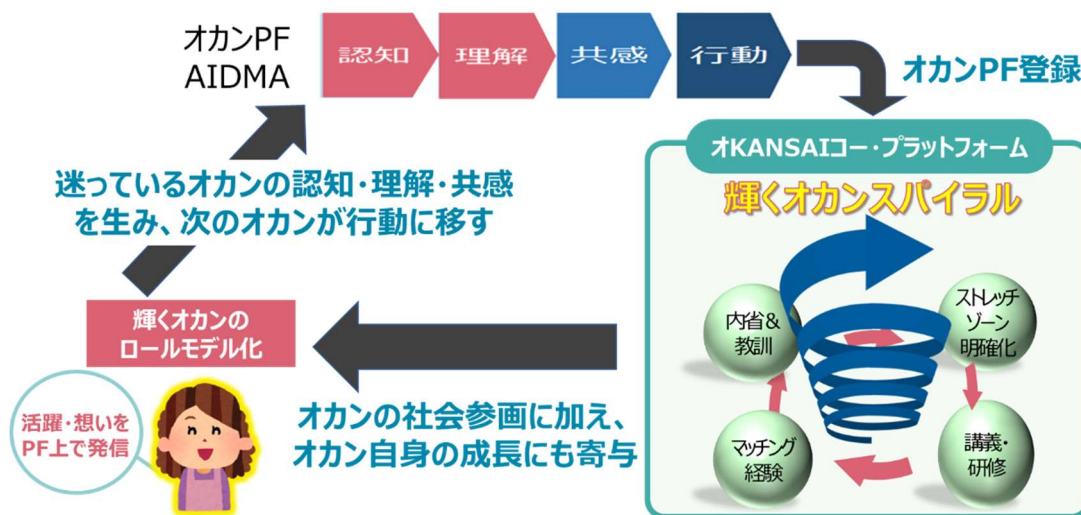 オカンPF
AIDMA
認知
理解
共感
行動
オカンPF登録
オKANSAIコー・プラットフォーム
輝くオカンスパイラル
迷っているオカンの認知・理解・共感
を生み、次のオカンが行動に移す
内省&
教訓
ストレッチ
ゾーン
明確化
輝くオカンの
ロールモデル化
活躍・想いを
PF上で発信
オカンの社会参画に加え、
オカン自身の成長にも寄与
マッチング
経験
講義・
研修